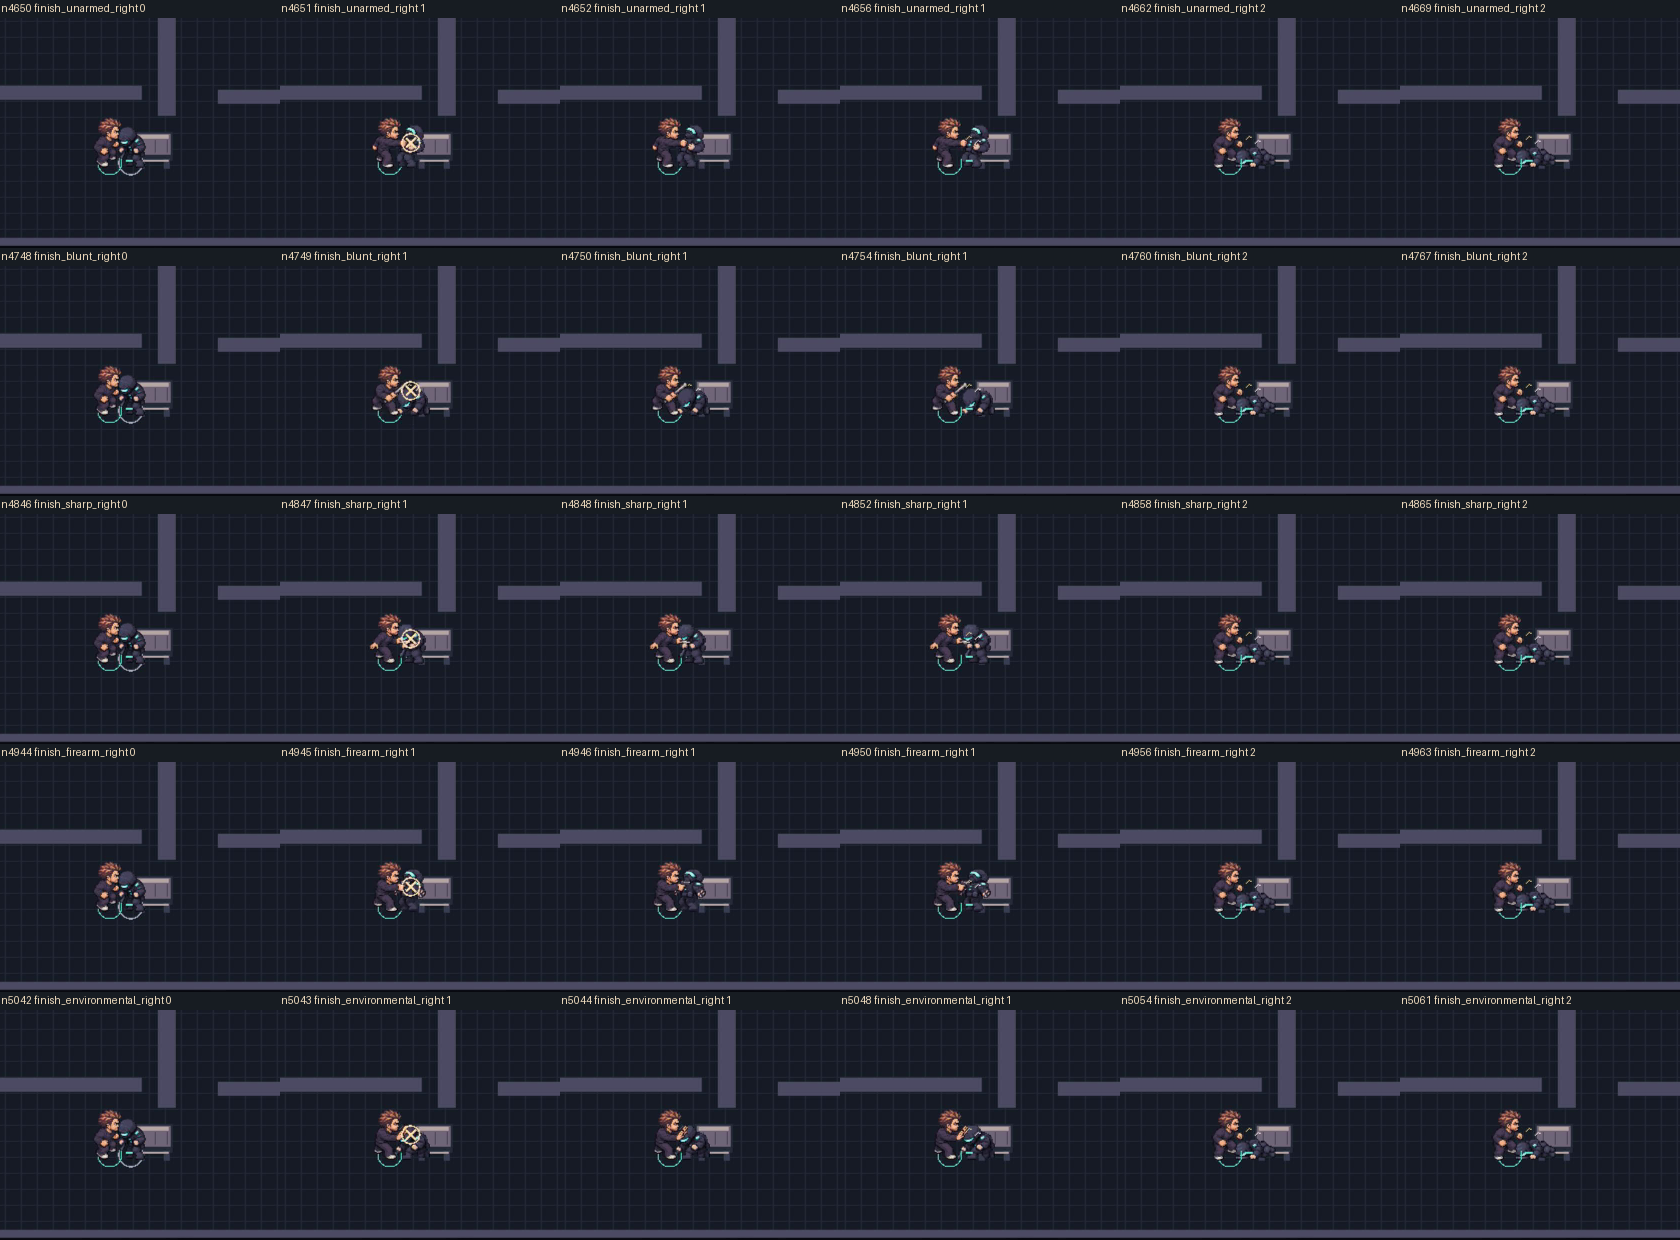 n4650 finish_unarmed_right 0
n4651 finish_unarmed_right 1
n4652 finish_unarmed_right 1
n4656 finish_unarmed_right 1
n4662 finish_unarmed_right 2
n4669 finish_unarmed_right 2
n4748 finish_blunt_right 0
n4749 finish_blunt_right 1
n4750 finish_blunt_right 1
n4754 finish_blunt_right 1
n4760 finish_blunt_right 2
n4767 finish_blunt_right 2
n4846 finish_sharp_right 0
n4847 finish_sharp_right 1
n4848 finish_sharp_right 1
n4852 finish_sharp_right 1
n4858 finish_sharp_right 2
n4865 finish_sharp_right 2
n4944 finish_firearm_right 0
n4945 finish_firearm_right 1
n4946 finish_firearm_right 1
n4950 finish_firearm_right 1
n4956 finish_firearm_right 2
n4963 finish_firearm_right 2
n5042 finish_environmental_right 0
n5043 finish_environmental_right 1
n5044 finish_environmental_right 1
n5048 finish_environmental_right 1
n5054 finish_environmental_right 2
n5061 finish_environmental_right 2